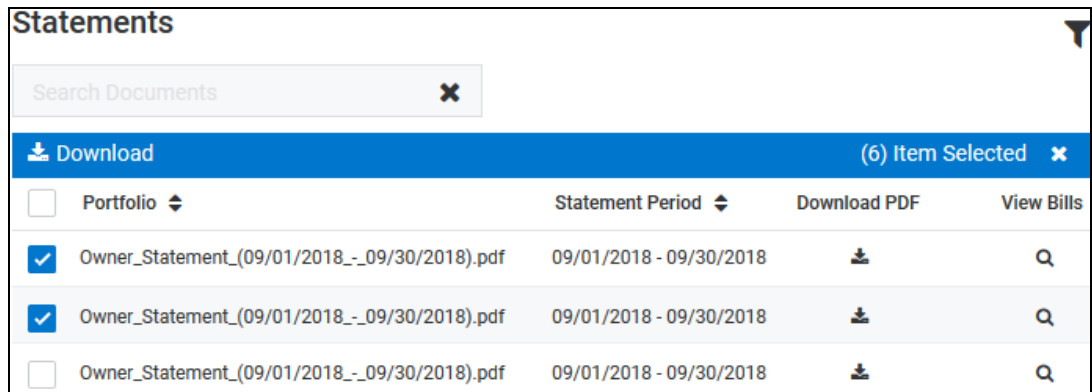 Statements
Search Documents
Download (6) Item Selected
Portfolio Statement Period Download PDF View Bills
Owner_Statement_(09/01/2018_-_09/30/2018).pdf 09/01/2018 - 09/30/2018
Owner_Statement_(09/01/2018_-_09/30/2018).pdf 09/01/2018 - 09/30/2018
Owner_Statement_(09/01/2018_-_09/30/2018).pdf 09/01/2018 - 09/30/2018